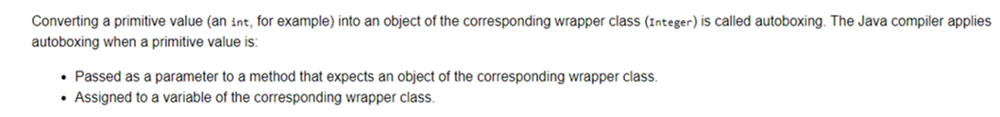 Converting a primitive value (an int, for example) into an object of the corresponding wrapper class (Integer) is called autoboxing. The Java compiler applies
autoboxing when a primitive value is:
• Passed as a parameter to a method that expects an object of the corresponding wrapper class.
• Assigned to a variable of the corresponding wrapper class.